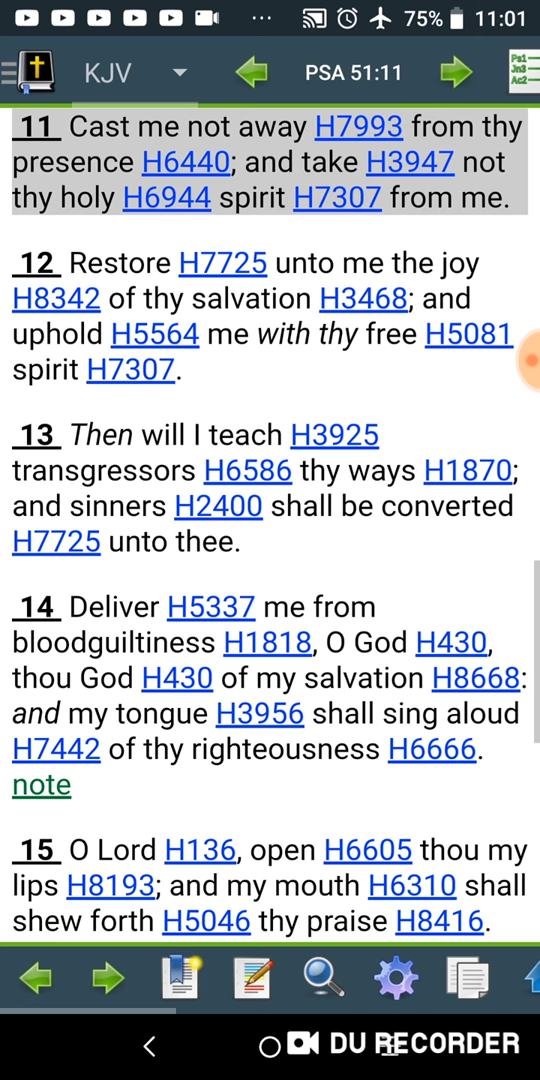 75% 11:01
KJV PSA 51:11
Ps1
Jn3
Ac2
11 Cast me not away H7993 from thy
presence H6440; and take H3947 not
thy holy H6944 spirit H7307 from me.
12 Restore H7725 unto me the joy
H8342 of thy salvation H3468; and
uphold H5564 me with thy free H5081
spirit H7307.
13 Then will I teach H3925
transgressors H6586 thy ways H1870;
and sinners H2400 shall be converted
H7725 unto thee.
14 Deliver H5337 me from
bloodguiltiness H1818, O God H430,
thou God H430 of my salvation H8668:
and my tongue H3956 shall sing aloud
H7442 of thy righteousness H6666.
note
15 O Lord H136, open H6605 thou my
lips H8193; and my mouth H6310 shall
shew forth H5046 thy praise H8416.
DU RECORDER